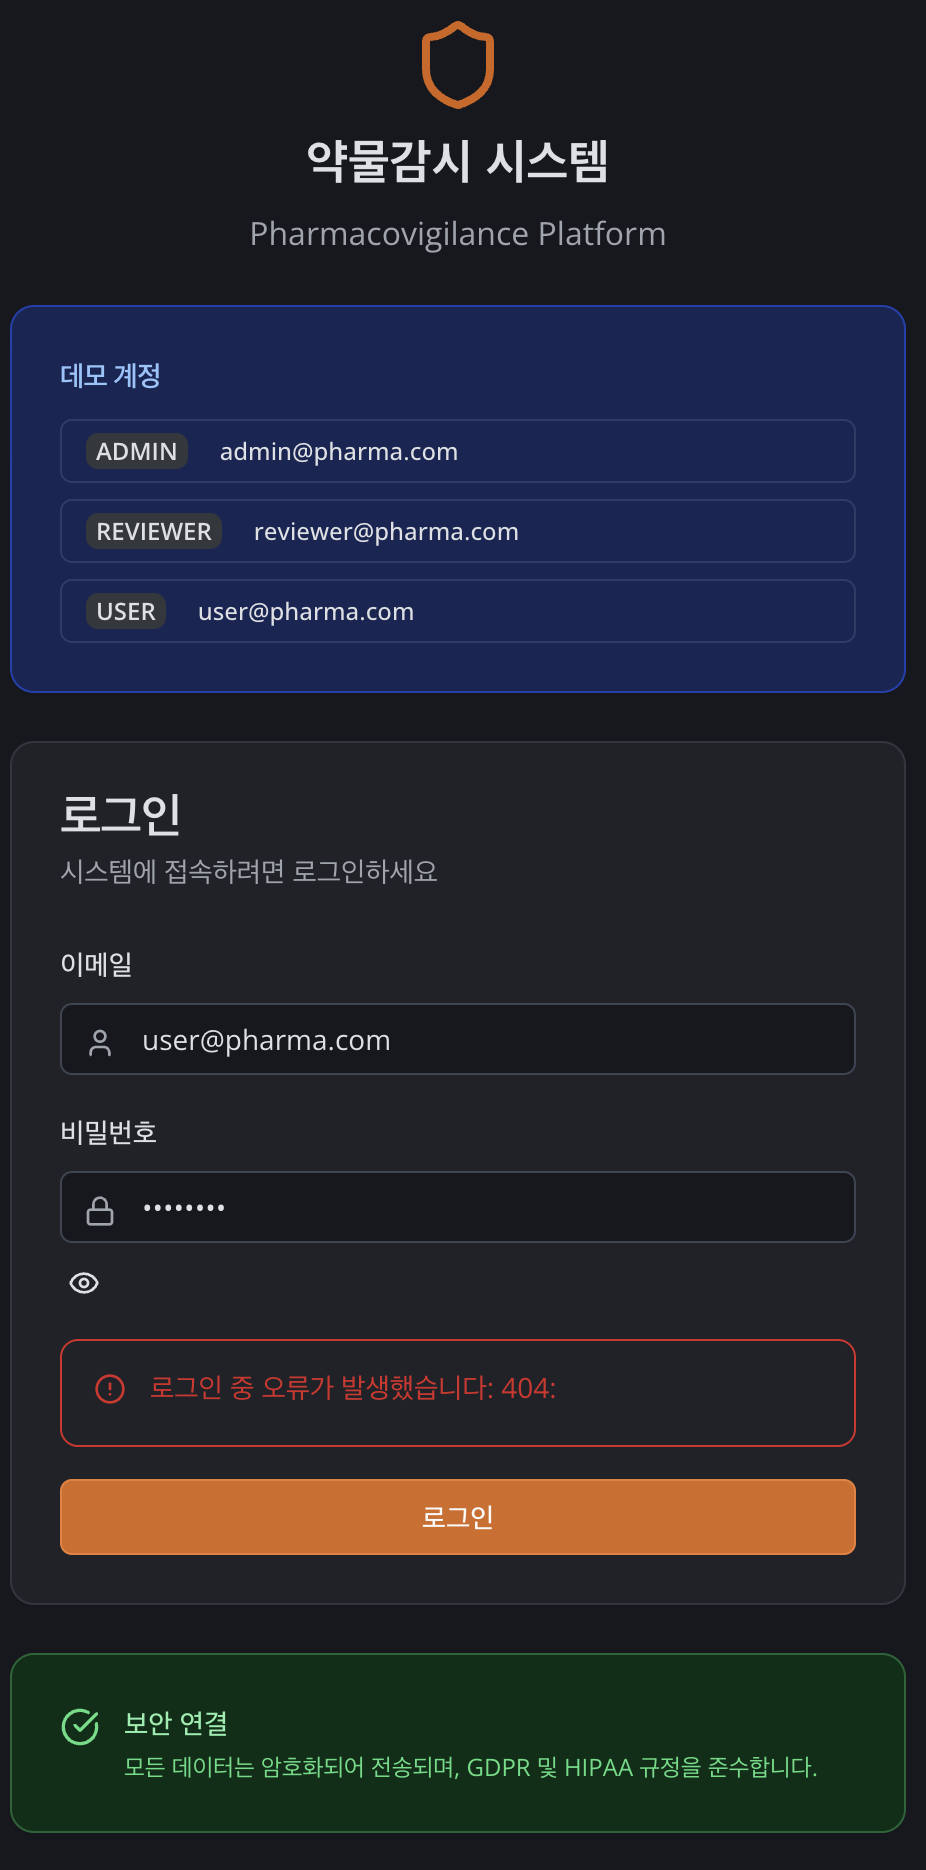 약물감시 시스템
Pharmacovigilance Platform
데모 계정
ADMIN admin@pharma.com
REVIEWER reviewer@pharma.com
USER user@pharma.com
로그인
시스템에 접속하려면 로그인하세요
이메일
user@pharma.com
비밀번호
••••••••
로그인 중 오류가 발생했습니다: 404:
로그인
보안 연결
모든 데이터는 암호화되어 전송되며, GDPR 및 HIPAA 규정을 준수합니다.